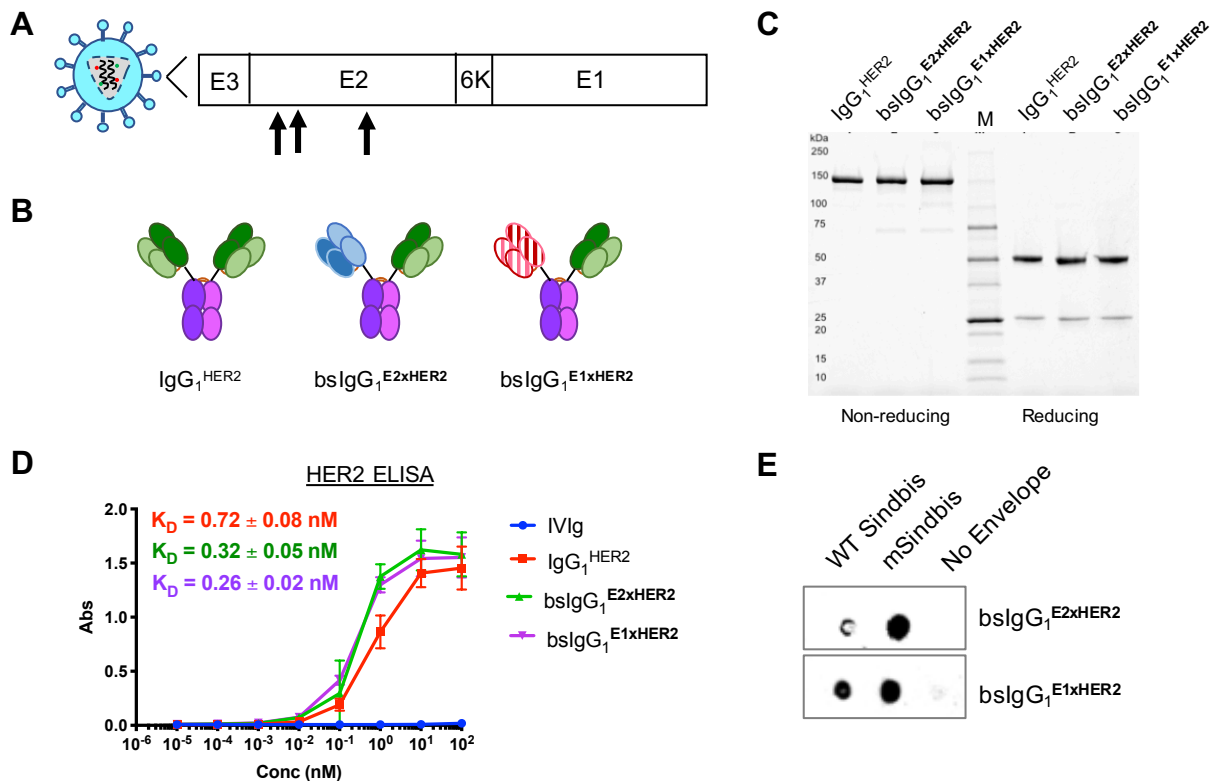 A
E3 E2 6K E1
B
IgG₁ᴴᴱᴿ² bsIgG₁ᴱ²ˣᴴᴱᴿ² bsIgG₁ᴱ¹ˣᴴᴱᴿ²
C
IgG₁ᴴᴱᴿ² bsIgG₁ᴱ²ˣᴴᴱᴿ² bsIgG₁ᴱ¹ˣᴴᴱᴿ² M IgG₁ᴴᴱᴿ² bsIgG₁ᴱ²ˣᴴᴱᴿ² bsIgG₁ᴱ¹ˣᴴᴱᴿ²
kDa
250
150
100
75
50
37
25
20
15
10
Non-reducing Reducing
D
HER2 ELISA
K_D = 0.72 ± 0.08 nM
K_D = 0.32 ± 0.05 nM
K_D = 0.26 ± 0.02 nM
Abs
2.0
1.5
1.0
0.5
0.0
10⁻⁶ 10⁻⁵ 10⁻⁴ 10⁻³ 10⁻² 10⁻¹ 10⁰ 10¹ 10²
Conc (nM)
IVIg
IgG₁ᴴᴱᴿ²
bsIgG₁ᴱ²ˣᴴᴱᴿ²
bsIgG₁ᴱ¹ˣᴴᴱᴿ²
E
WT Sindbis mSindbis No Envelope
bsIgG₁ᴱ²ˣᴴᴱᴿ²
bsIgG₁ᴱ¹ˣᴴᴱᴿ²